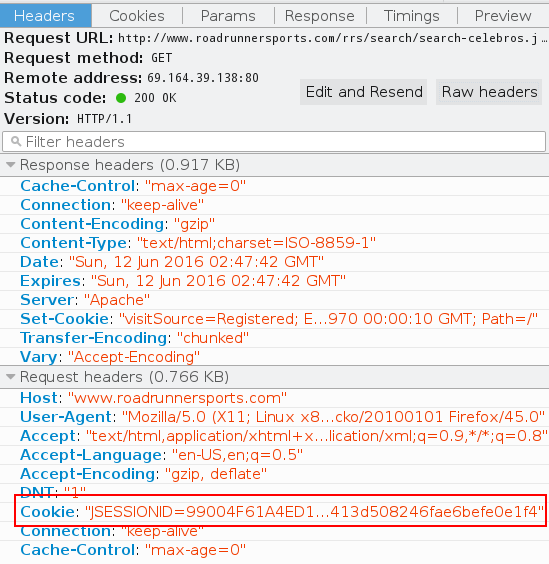 Headers Cookies Params Response Timings Preview
Request URL: http://www.roadrunnersports.com/rrs/search/search-celebros.j…
Request method: GET
Remote address: 69.164.39.138:80
Status code: 200 OK
Edit and Resend Raw headers
Version: HTTP/1.1
Filter headers
Response headers (0.917 KB)
Cache-Control: "max-age=0"
Connection: "keep-alive"
Content-Encoding: "gzip"
Content-Type: "text/html;charset=ISO-8859-1"
Date: "Sun, 12 Jun 2016 02:47:42 GMT"
Expires: "Sun, 12 Jun 2016 02:47:42 GMT"
Server: "Apache"
Set-Cookie: "visitSource=Registered; E…970 00:00:10 GMT; Path=/"
Transfer-Encoding: "chunked"
Vary: "Accept-Encoding"
Request headers (0.766 KB)
Host: "www.roadrunnersports.com"
User-Agent: "Mozilla/5.0 (X11; Linux x8…cko/20100101 Firefox/45.0"
Accept: "text/html,application/xhtml+x…lication/xml;q=0.9,*/*;q=0.8"
Accept-Language: "en-US,en;q=0.5"
Accept-Encoding: "gzip, deflate"
DNT: "1"
Cookie: "JSESSIONID=99004F61A4ED1…413d508246fae6befe0e1f4"
Connection: "keep-alive"
Cache-Control: "max-age=0"